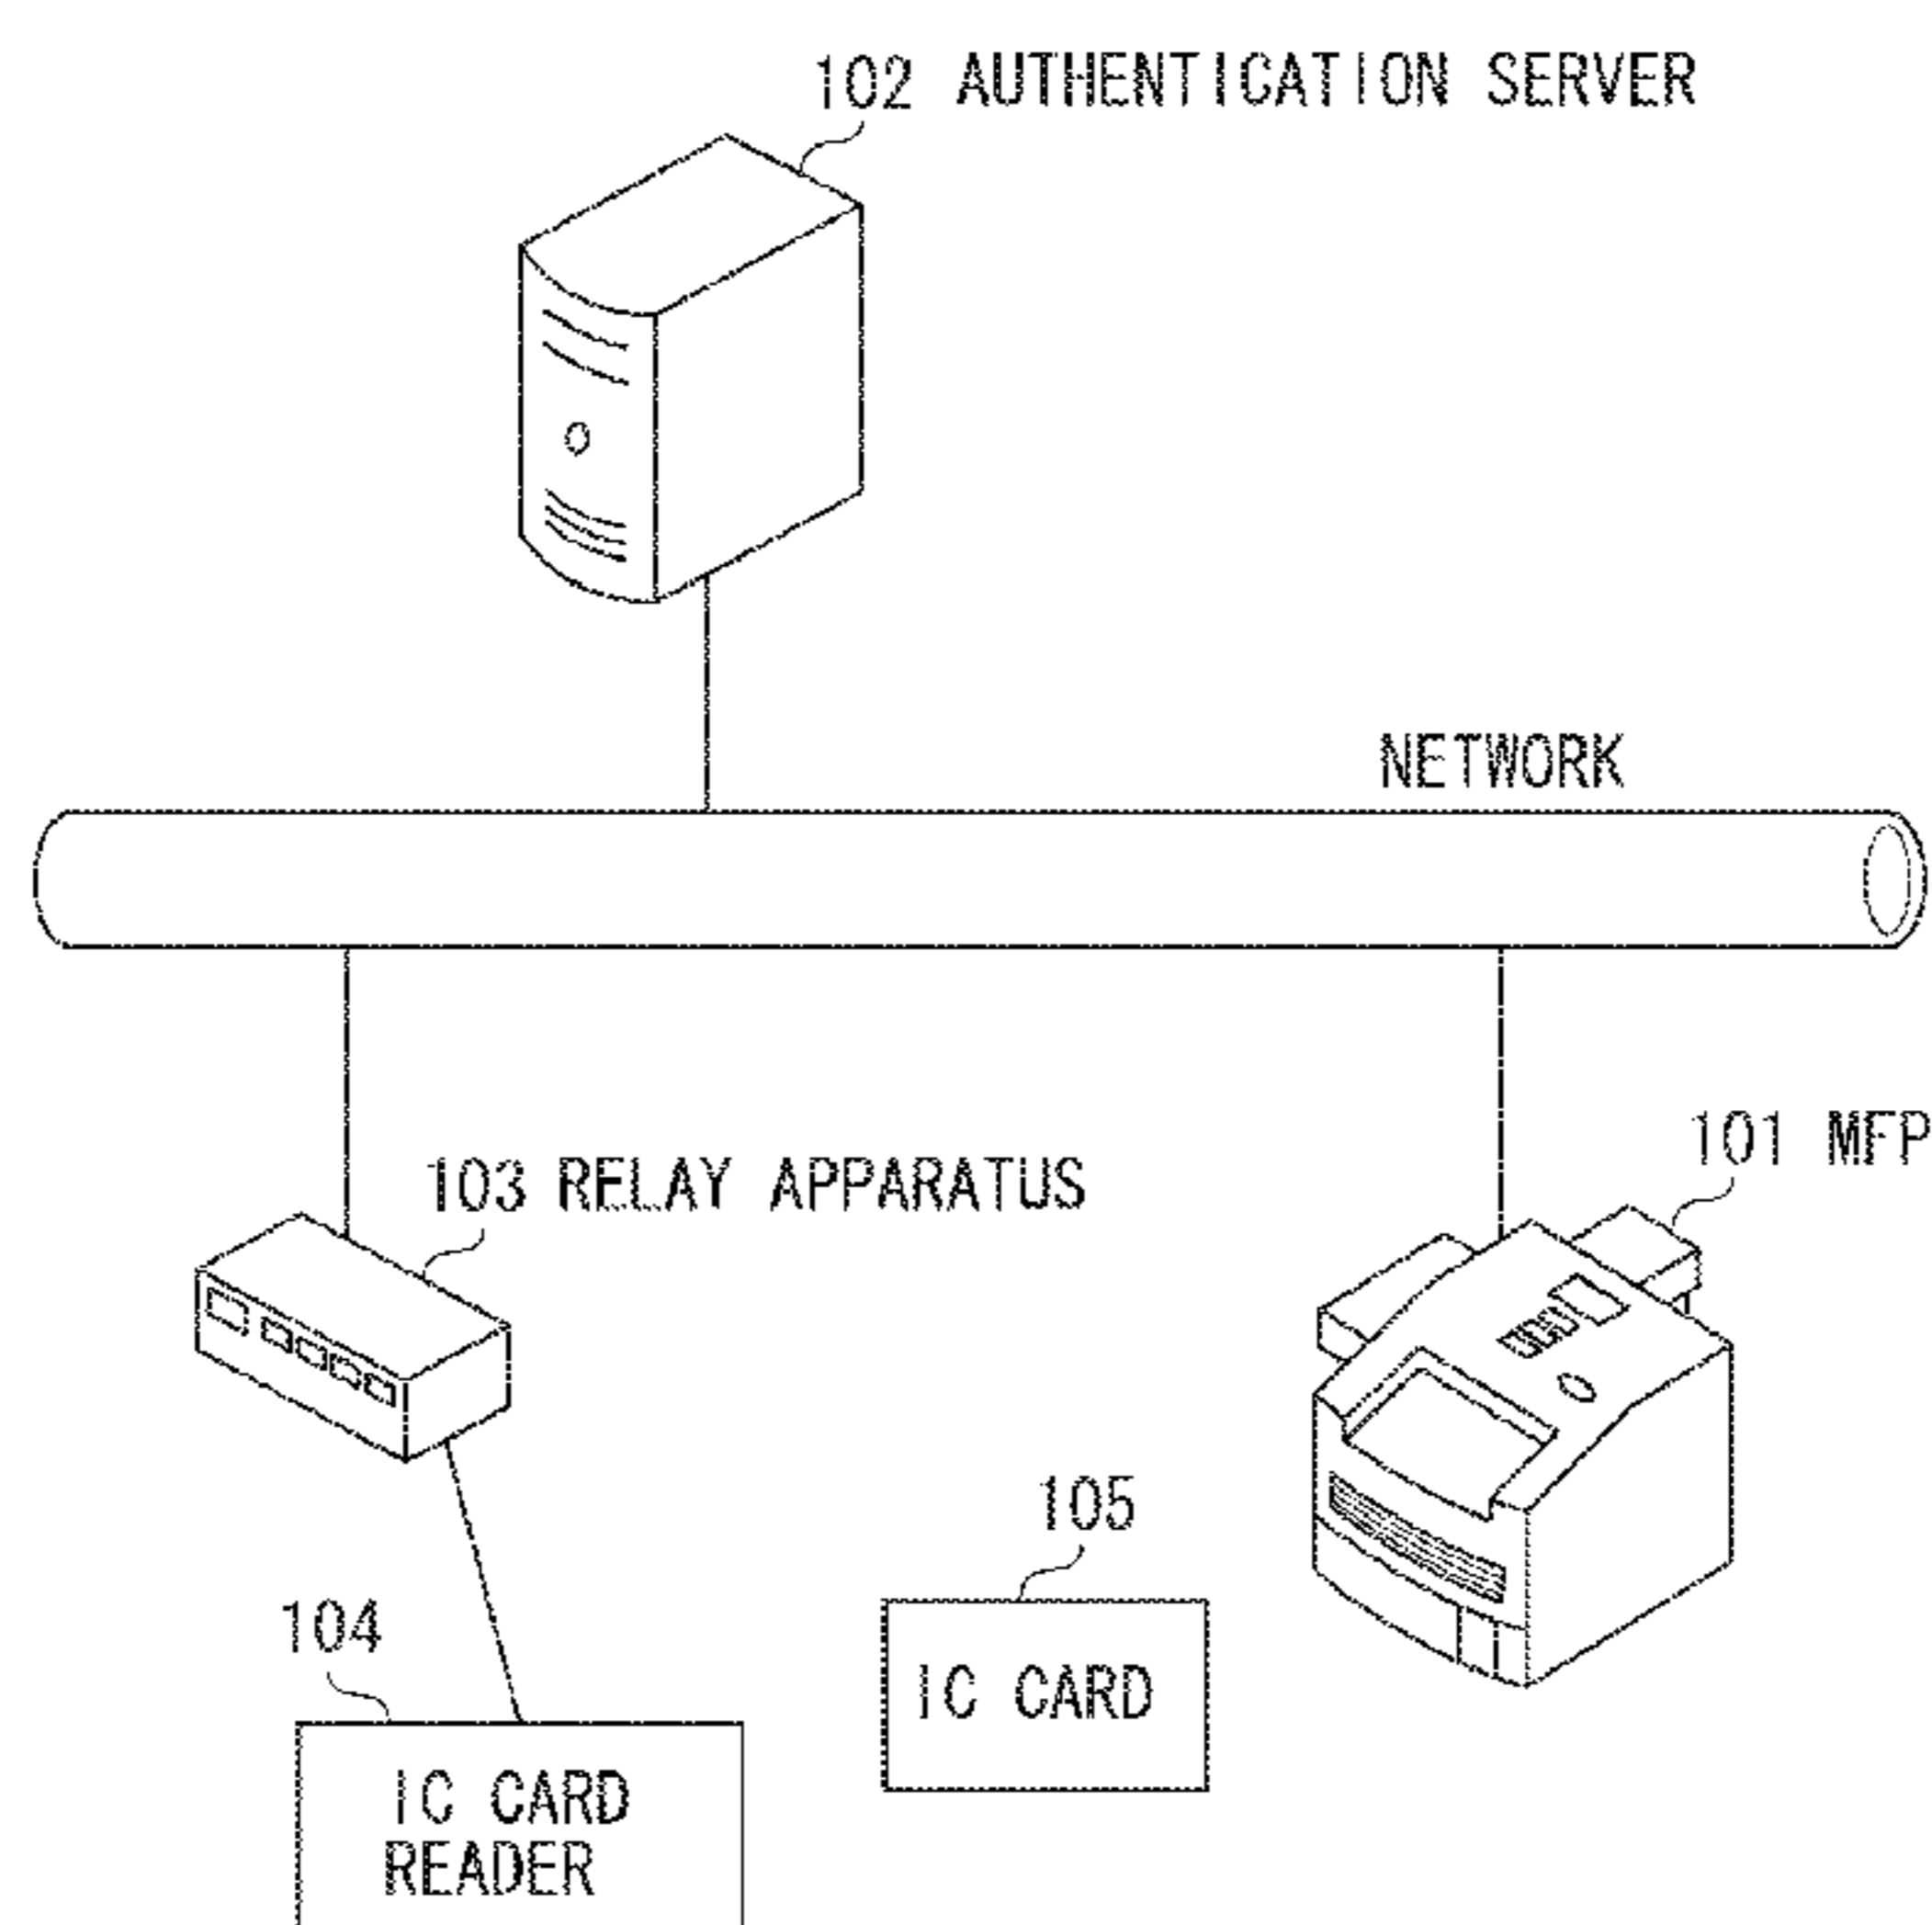 102 AUTHENTICATION SERVER
NETWORK
101 MFP
103 RELAY APPARATUS
105
IC CARD
104
IC CARD
READER